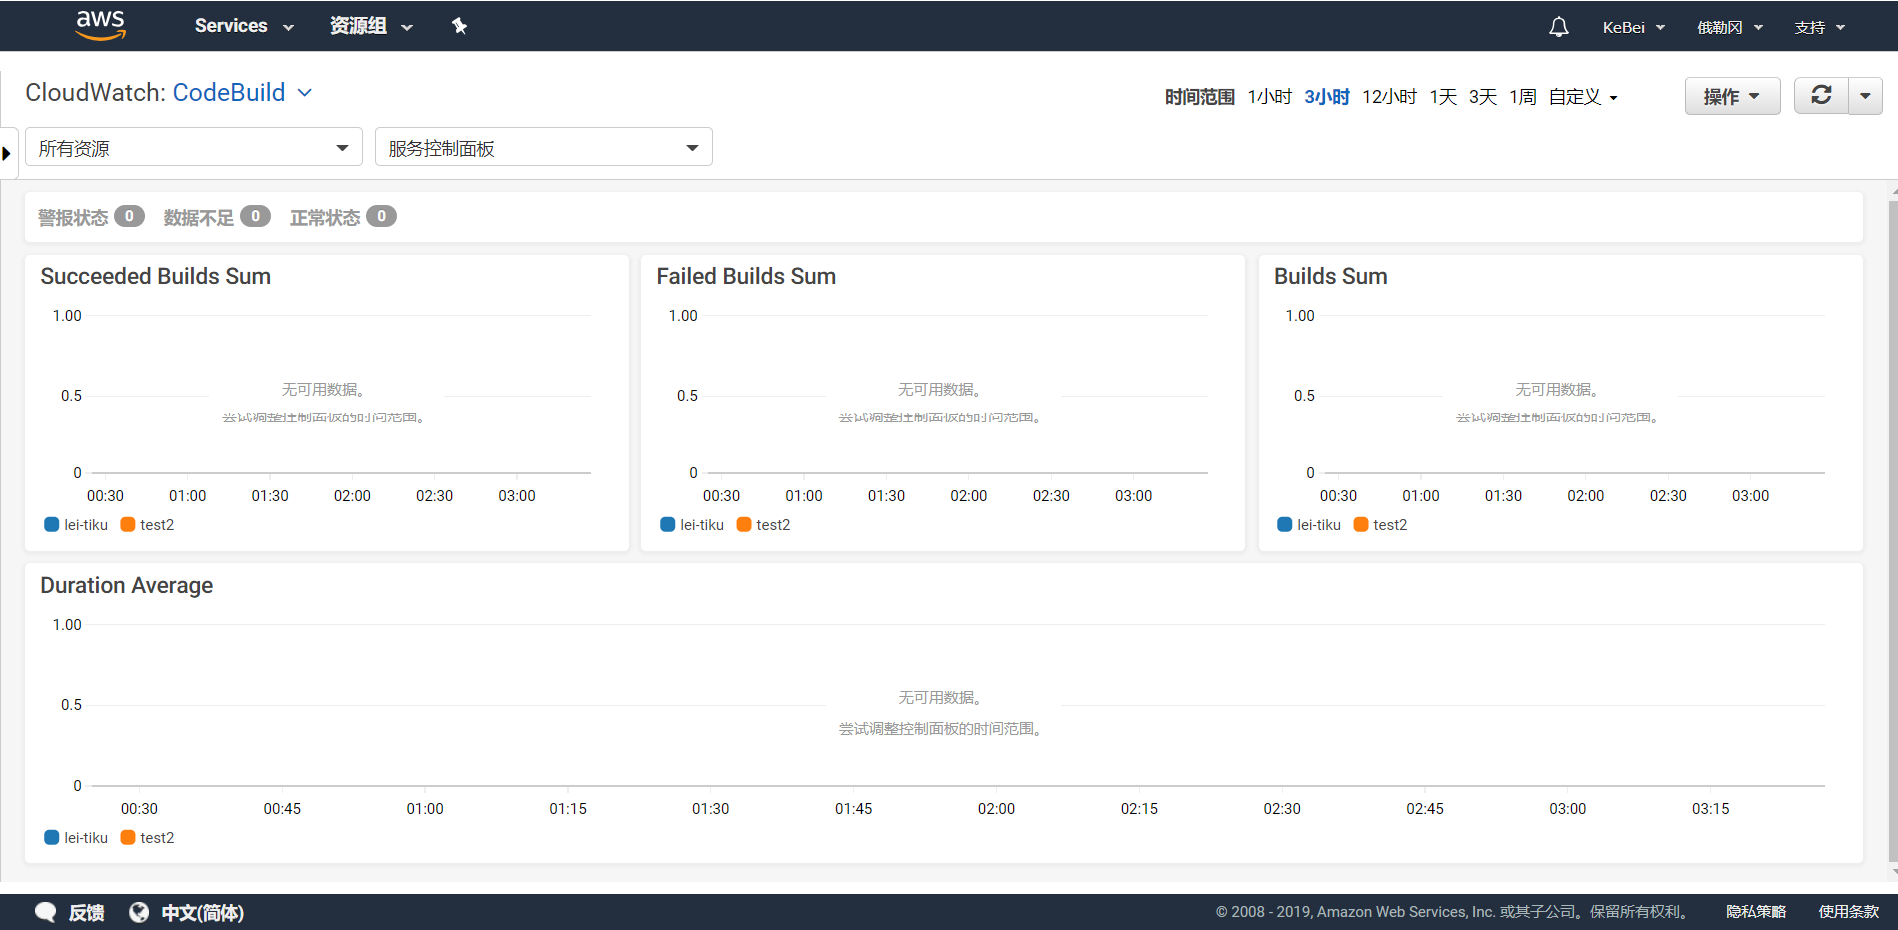 aws Services 资源组 KeBei 俄勒冈 支持
CloudWatch: CodeBuild 时间范围 1小时 3小时 12小时 1天 3天 1周 自定义 操作
所有资源 服务控制面板
警报状态 0 数据不足 0 正常状态 0
Succeeded Builds Sum
1.00
0.5
无可用数据。
尝试调整控制面板的时间范围。
0
00:30 01:00 01:30 02:00 02:30 03:00
lei-tiku test2
Failed Builds Sum
1.00
0.5
无可用数据。
尝试调整控制面板的时间范围。
0
00:30 01:00 01:30 02:00 02:30 03:00
lei-tiku test2
Builds Sum
1.00
0.5
无可用数据。
尝试调整控制面板的时间范围。
0
00:30 01:00 01:30 02:00 02:30 03:00
lei-tiku test2
Duration Average
1.00
0.5
无可用数据。
尝试调整控制面板的时间范围。
0
00:30 00:45 01:00 01:15 01:30 01:45 02:00 02:15 02:30 02:45 03:00 03:15
lei-tiku test2
反馈 中文(简体) © 2008 - 2019, Amazon Web Services, Inc. 或其子公司。保留所有权利。 隐私策略 使用条款